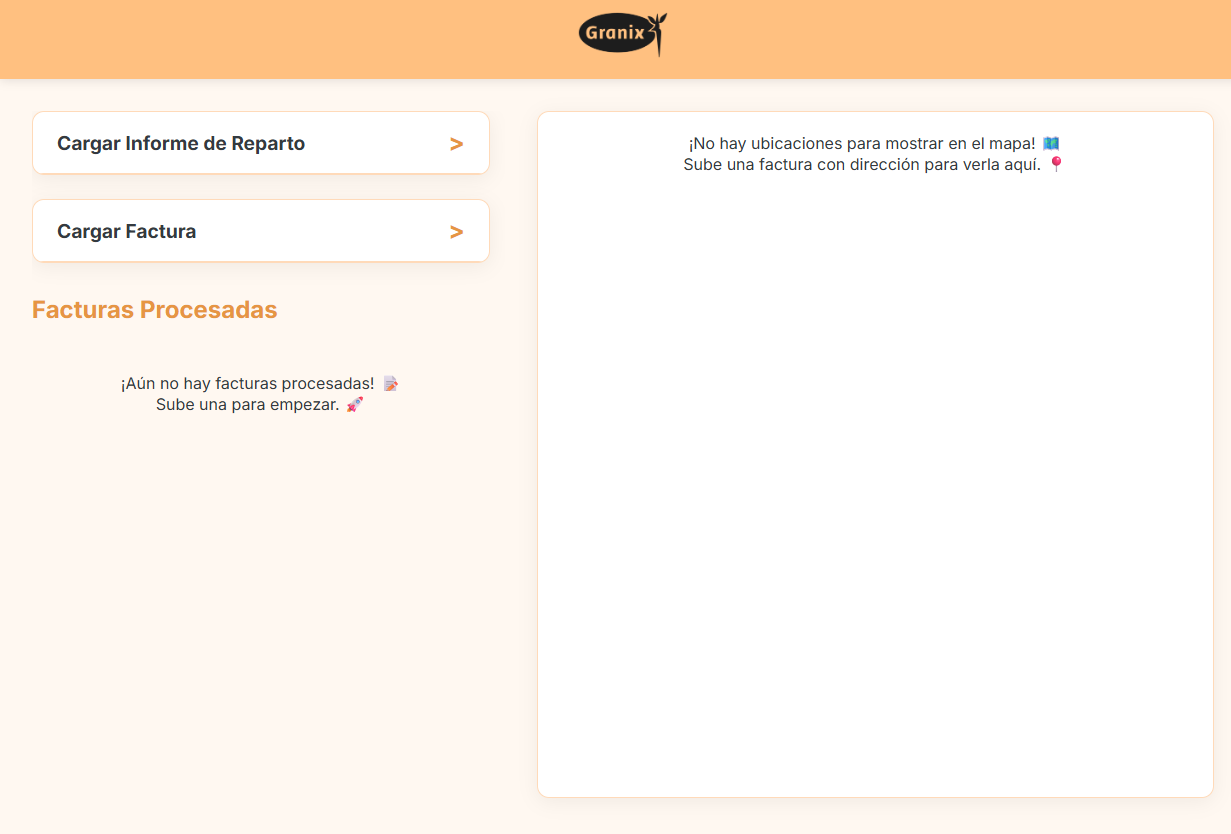 Granix
Cargar Informe de Reparto >
Cargar Factura >
Facturas Procesadas
¡Aún no hay facturas procesadas! 📝
Sube una para empezar. 🚀
¡No hay ubicaciones para mostrar en el mapa! 🗺️
Sube una factura con dirección para verla aquí. 📍